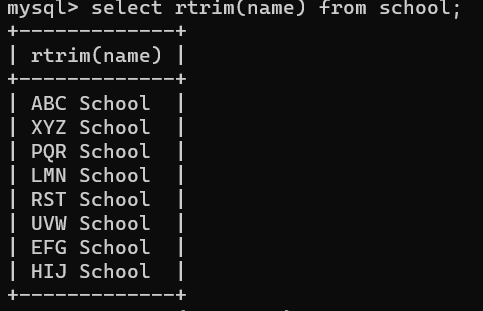 mysql> select rtrim(name) from school;
+-------------+
| rtrim(name) |
+-------------+
| ABC School  |
| XYZ School  |
| PQR School  |
| LMN School  |
| RST School  |
| UVW School  |
| EFG School  |
| HIJ School  |
+-------------+